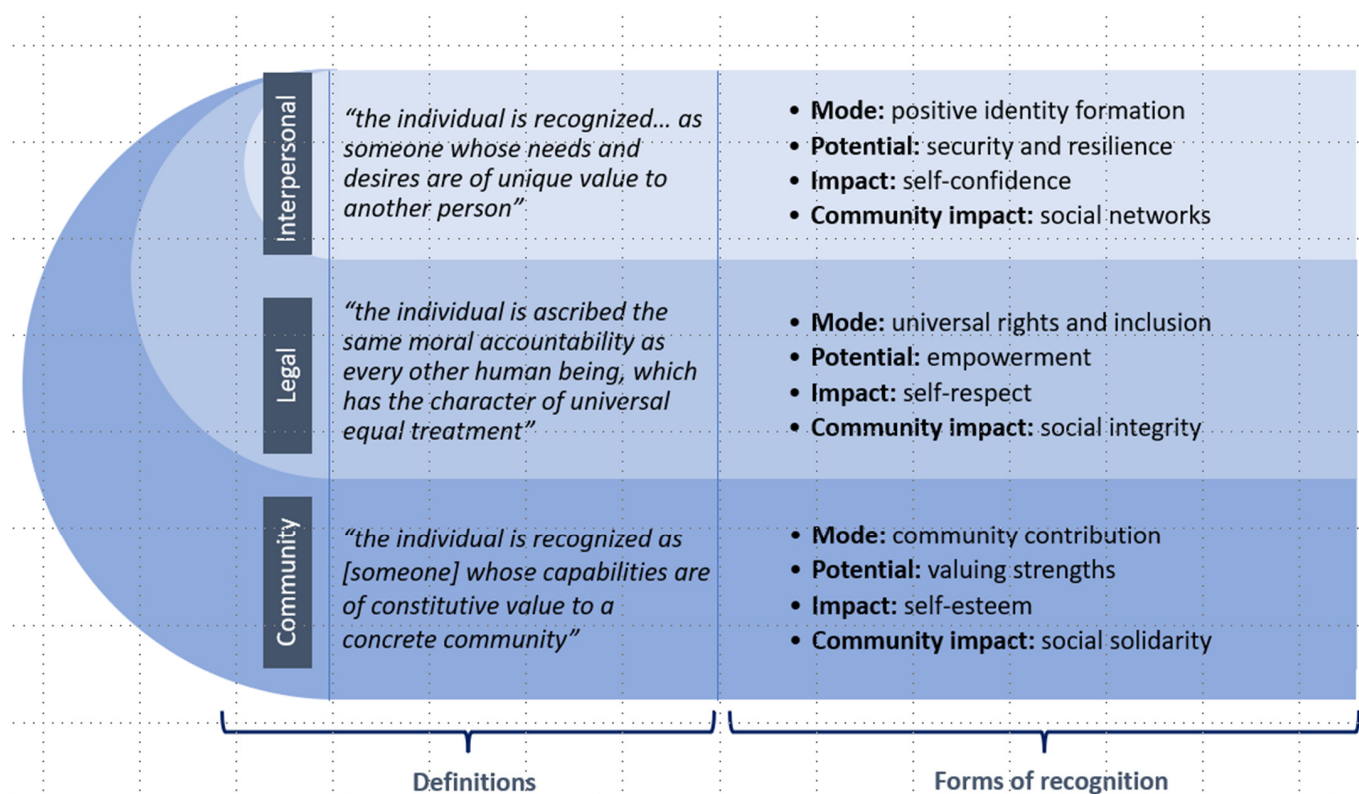 Interpersonal
“the individual is recognized... as
someone whose needs and
desires are of unique value to
another person”
• Mode: positive identity formation
• Potential: security and resilience
• Impact: self-confidence
• Community impact: social networks
Legal
“the individual is ascribed the
same moral accountability as
every other human being, which
has the character of universal
equal treatment”
• Mode: universal rights and inclusion
• Potential: empowerment
• Impact: self-respect
• Community impact: social integrity
Community
“the individual is recognized as
[someone] whose capabilities are
of constitutive value to a
concrete community”
• Mode: community contribution
• Potential: valuing strengths
• Impact: self-esteem
• Community impact: social solidarity
Definitions
Forms of recognition